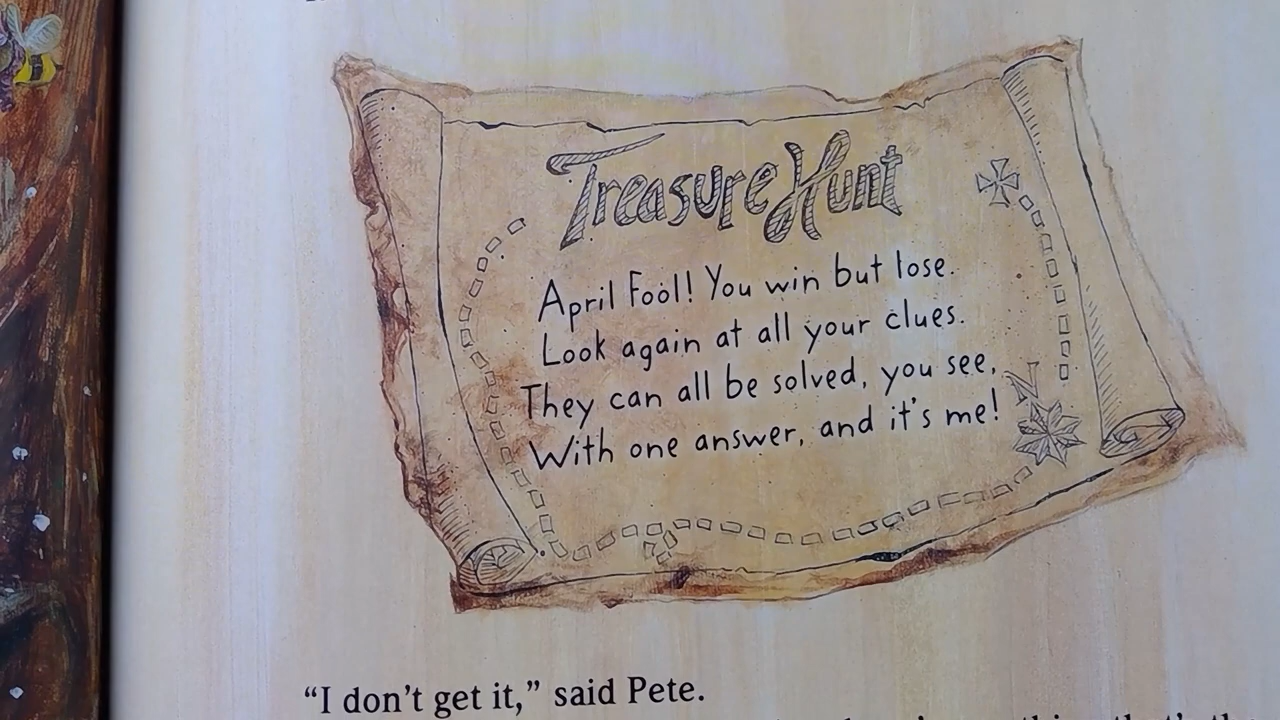 Treasure Hunt
April Fool! You win but lose.
Look again at all your clues.
They can all be solved, you see,
With one answer, and it's me!
N
“I don’t get it,” said Pete.